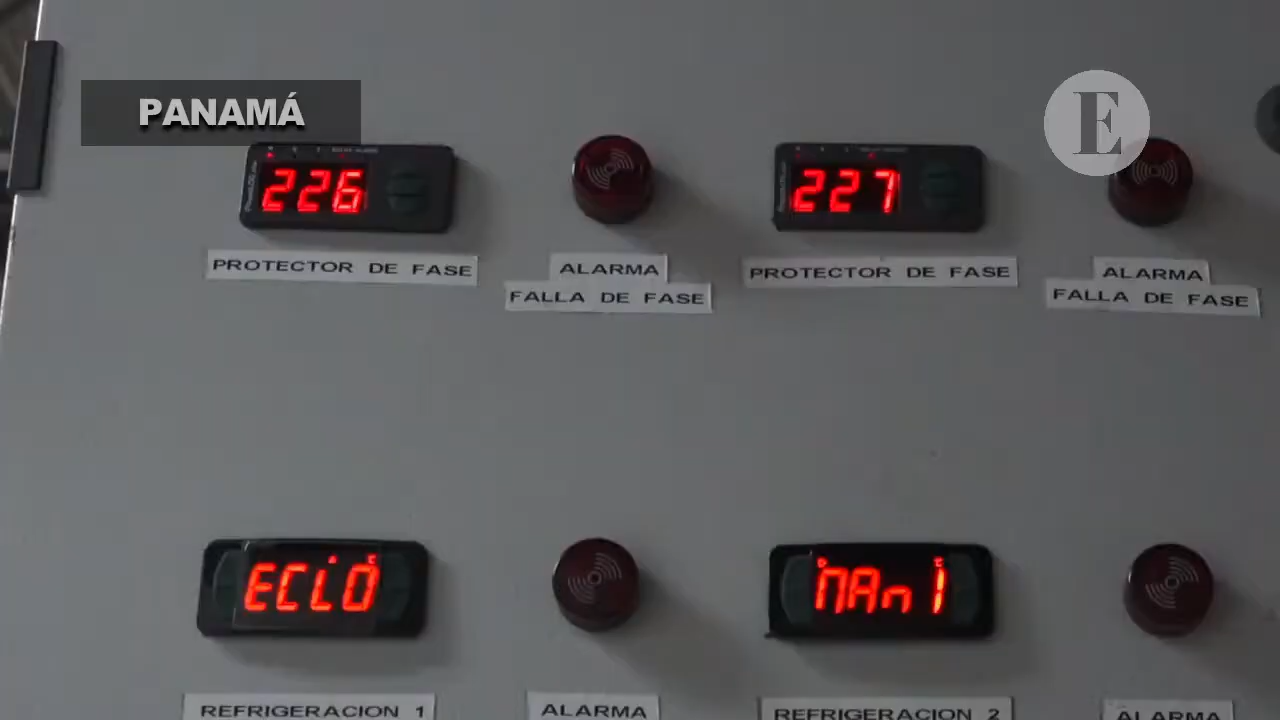 PANAMÁ
E
226
227
PROTECTOR DE FASE
ALARMA
FALLA DE FASE
PROTECTOR DE FASE
ALARMA
FALLA DE FASE
ECLO
MAn1
REFRIGERACION 1
ALARMA
REFRIGERACION 2
ALARMA